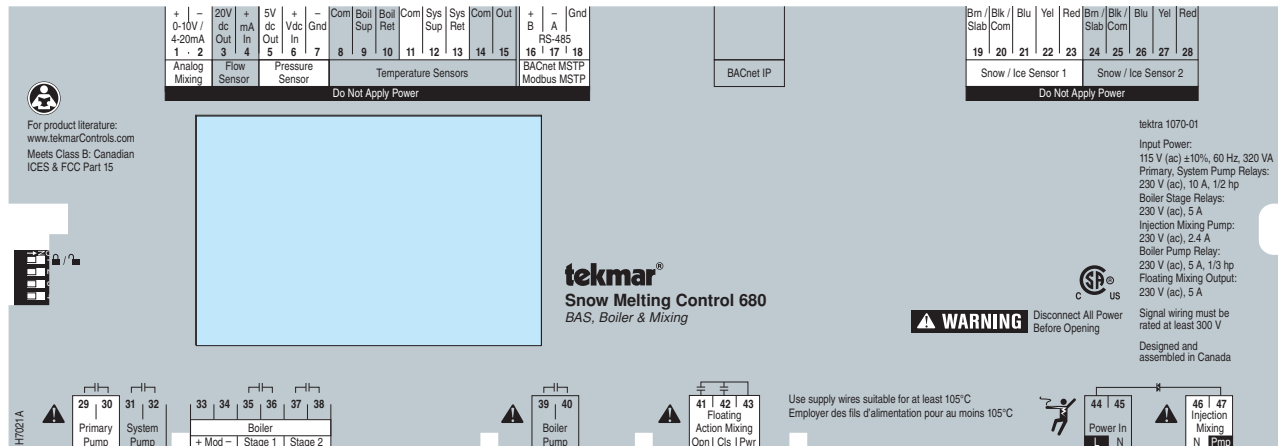 + – 20V + 5V + – Com Boil Boil Com Sys Sys Com Out + – Gnd
0-10V / dc mA dc Vdc Gnd Sup Ret Sup Ret B A
4-20mA Out In Out In RS-485
1 · 2 3 4 5 6 7 8 9 10 11 12 13 14 15 16 17 18
Analog Flow Pressure Temperature Sensors BACnet MSTP
Mixing Sensor Sensor Modbus MSTP
Do Not Apply Power
BACnet IP
Brn / Blk / Blu Yel Red Brn / Blk / Blu Yel Red
Slab Com Slab Com
19 20 21 22 23 24 25 26 27 28
Snow / Ice Sensor 1 Snow / Ice Sensor 2
Do Not Apply Power
For product literature:
www.tekmarControls.com
Meets Class B: Canadian
ICES & FCC Part 15
tektra 1070-01
Input Power:
115 V (ac) ±10%, 60 Hz, 320 VA
Primary, System Pump Relays:
230 V (ac), 10 A, 1/2 hp
Boiler Stage Relays:
230 V (ac), 5 A
Injection Mixing Pump:
230 V (ac), 2.4 A
Boiler Pump Relay:
230 V (ac), 5 A, 1/3 hp
Floating Mixing Output:
230 V (ac), 5 A
Signal wiring must be
rated at least 300 V
Designed and
assembled in Canada
/
tekmar®
Snow Melting Control 680
BAS, Boiler & Mixing
SA ®
C US
WARNING
Disconnect All Power
Before Opening
H7021A
29 30 31 32
Primary System
Pump Pump
33 34 35 36 37 38
Boiler
+ Mod – Stage 1 Stage 2
39 40
Boiler
Pump
41 42 43
Floating
Action Mixing
Opn Cls Pwr
Use supply wires suitable for at least 105°C
Employer des fils d'alimentation pour au moins 105°C
44 45
Power In
L N
46 47
Injection
Mixing
N Pmp